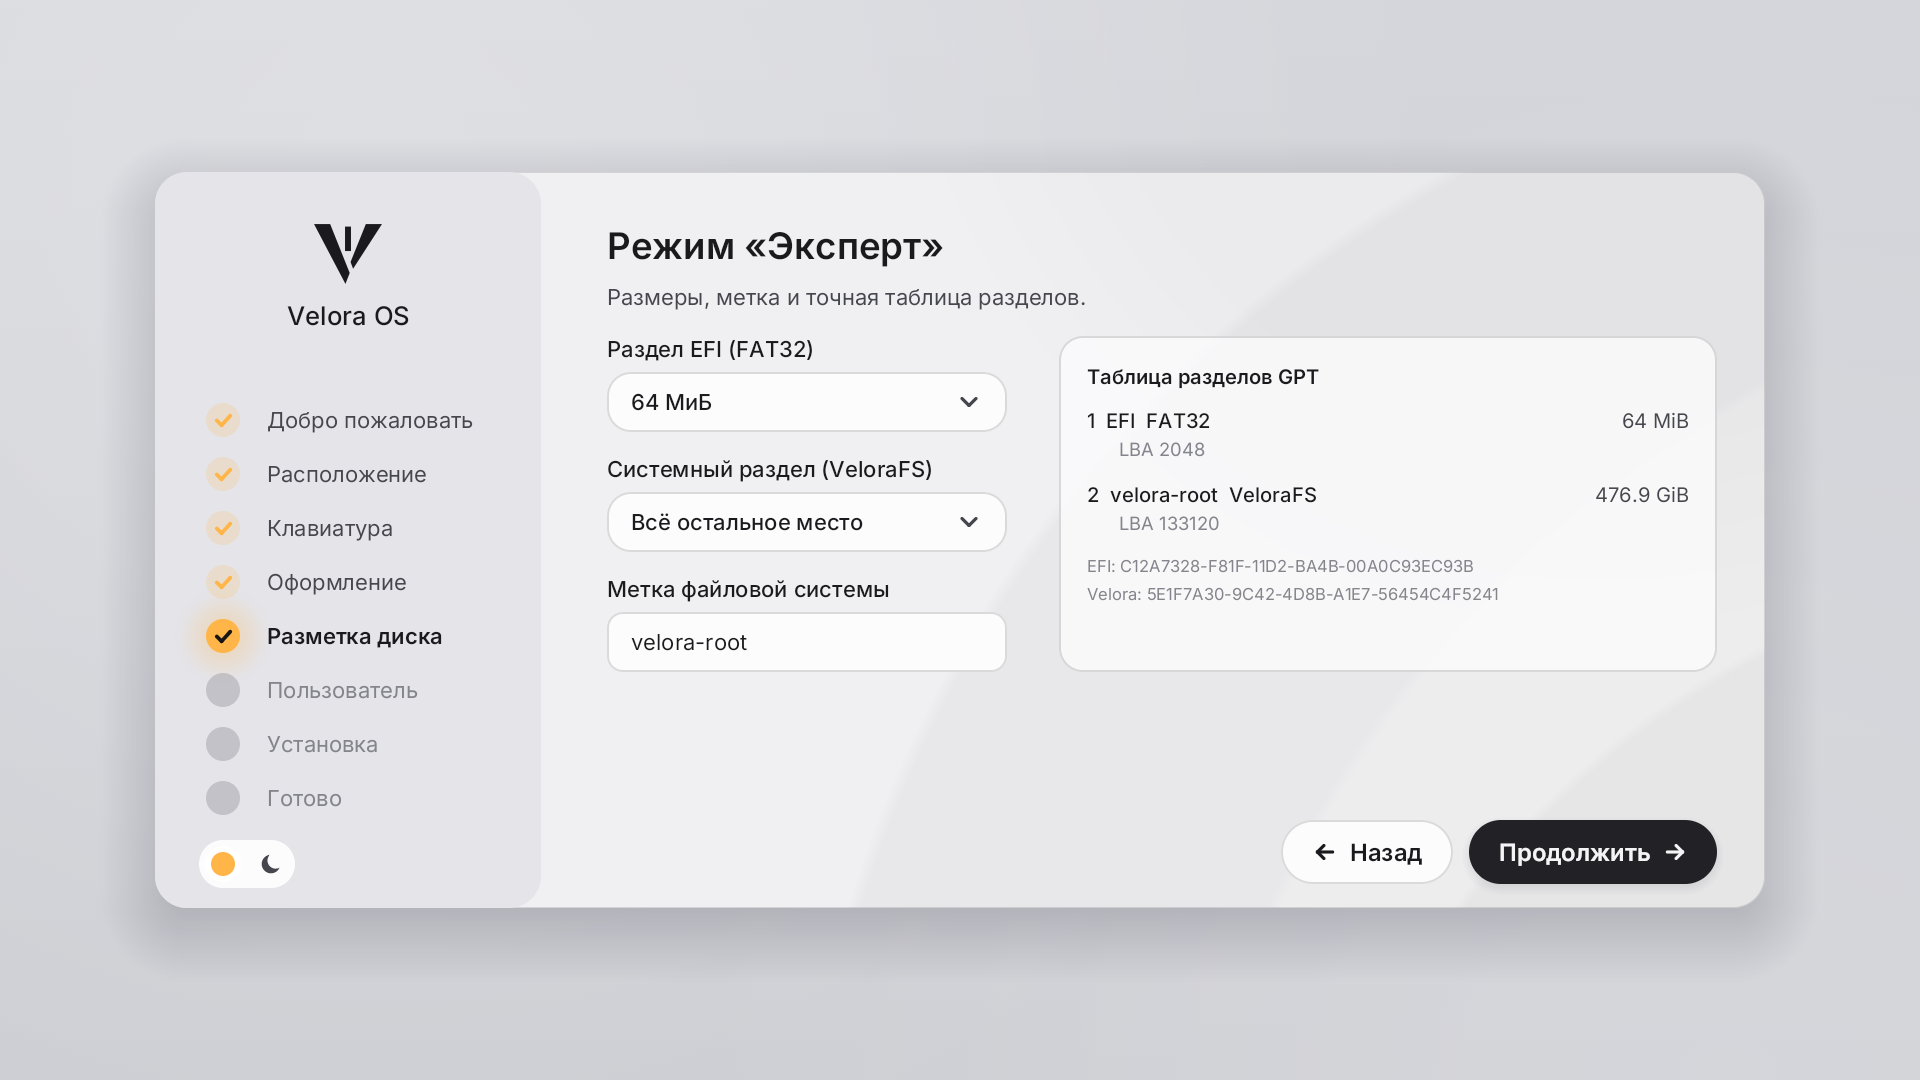 Velora OS
Добро пожаловать
Расположение
Клавиатура
Оформление
Разметка диска
Пользователь
Установка
Готово
Режим «Эксперт»
Размеры, метка и точная таблица разделов.
Раздел EFI (FAT32)
64 МиБ
Системный раздел (VeloraFS)
Всё остальное место
Метка файловой системы
velora-root
Таблица разделов GPT
1 EFI FAT32 64 MiB
LBA 2048
2 velora-root VeloraFS 476.9 GiB
LBA 133120
EFI: C12A7328-F81F-11D2-BA4B-00A0C93EC93B
Velora: 5E1F7A30-9C42-4D8B-A1E7-56454C4F5241
Назад
Продолжить